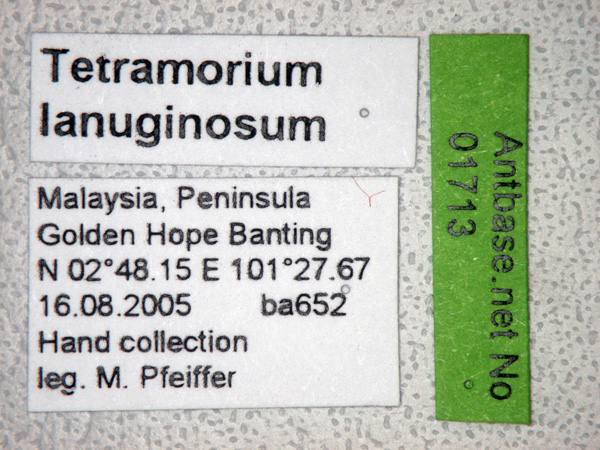 Tetramorium
lanuginosum
Malaysia, Peninsula
Golden Hope Banting
N 02°48.15 E 101°27.67
16.08.2005 ba652
Hand collection
leg. M. Pfeiffer
Antbase.net No
01713